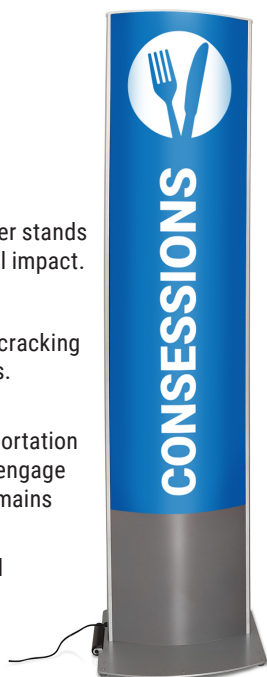 er stands
l impact.
cracking
s.
ortation
engage
mains
l
CONSESSIONS